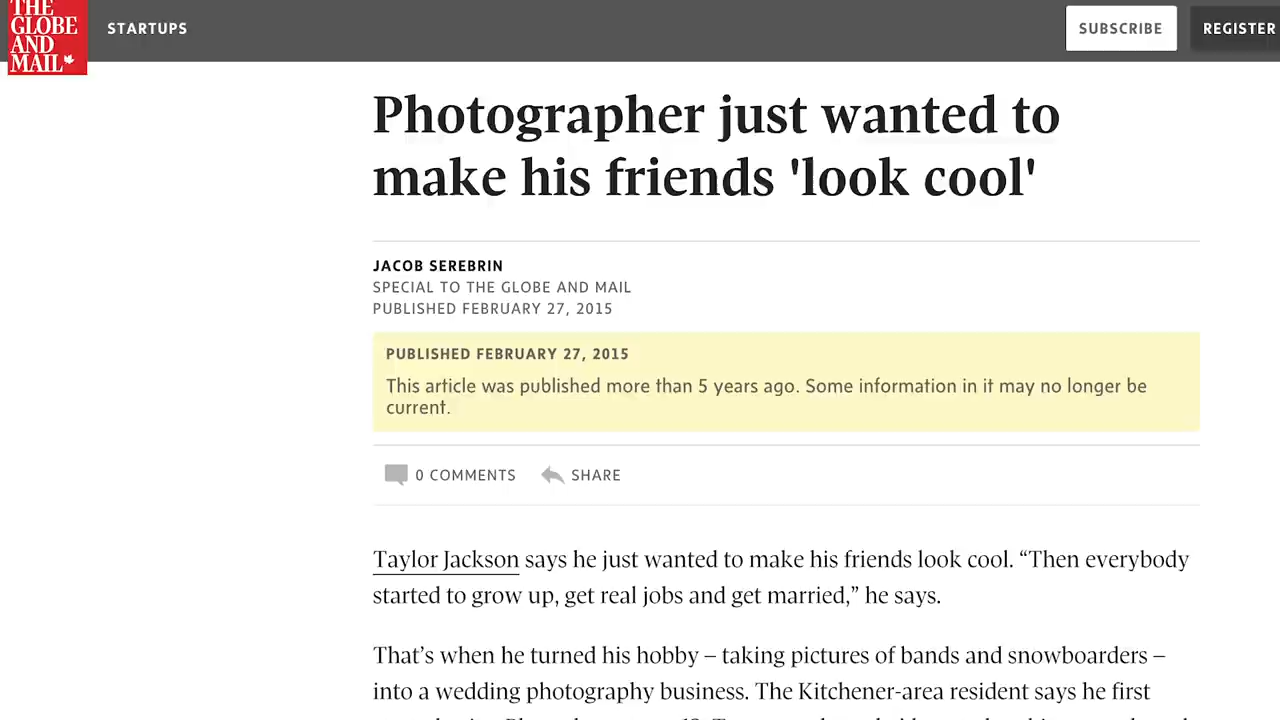 THE
GLOBE
AND
MAIL
STARTUPS
SUBSCRIBE
REGISTER
Photographer just wanted to
make his friends 'look cool'
JACOB SEREBRIN
SPECIAL TO THE GLOBE AND MAIL
PUBLISHED FEBRUARY 27, 2015
PUBLISHED FEBRUARY 27, 2015
This article was published more than 5 years ago. Some information in it may no longer be
current.
0 COMMENTS
SHARE
Taylor Jackson says he just wanted to make his friends look cool. “Then everybody
started to grow up, get real jobs and get married,” he says.
That’s when he turned his hobby – taking pictures of bands and snowboarders –
into a wedding photography business. The Kitchener-area resident says he first